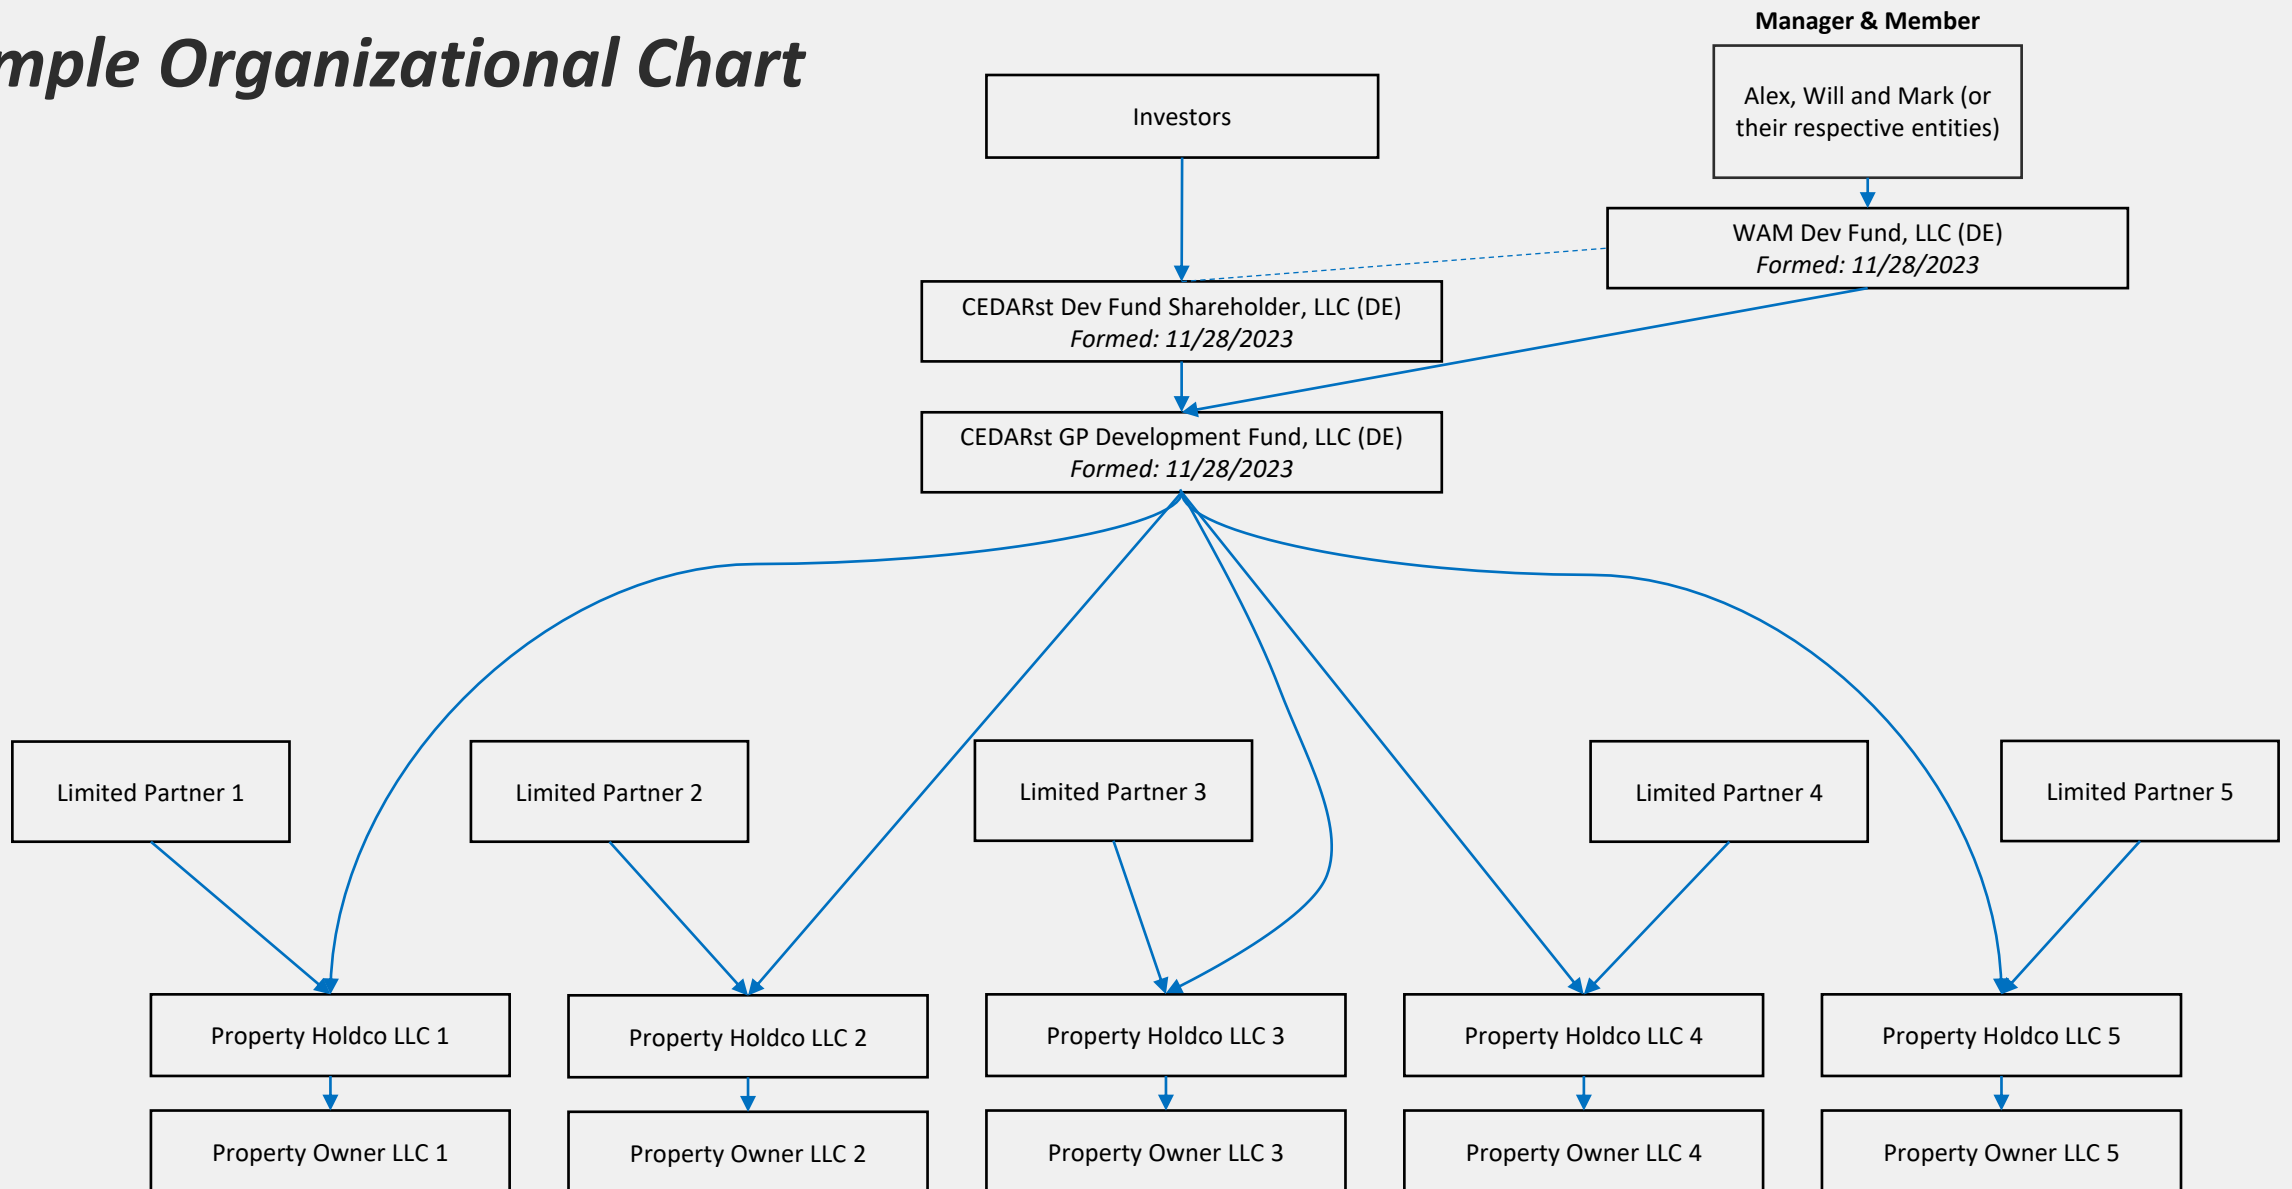 mple Organizational Chart
Manager & Member
Investors
Alex, Will and Mark (or
their respective entities)
WAM Dev Fund, LLC (DE)
Formed: 11/28/2023
CEDARst Dev Fund Shareholder, LLC (DE)
Formed: 11/28/2023
CEDARst GP Development Fund, LLC (DE)
Formed: 11/28/2023
Limited Partner 1
Limited Partner 2
Limited Partner 3
Limited Partner 4
Limited Partner 5
Property Holdco LLC 1
Property Holdco LLC 2
Property Holdco LLC 3
Property Holdco LLC 4
Property Holdco LLC 5
Property Owner LLC 1
Property Owner LLC 2
Property Owner LLC 3
Property Owner LLC 4
Property Owner LLC 5